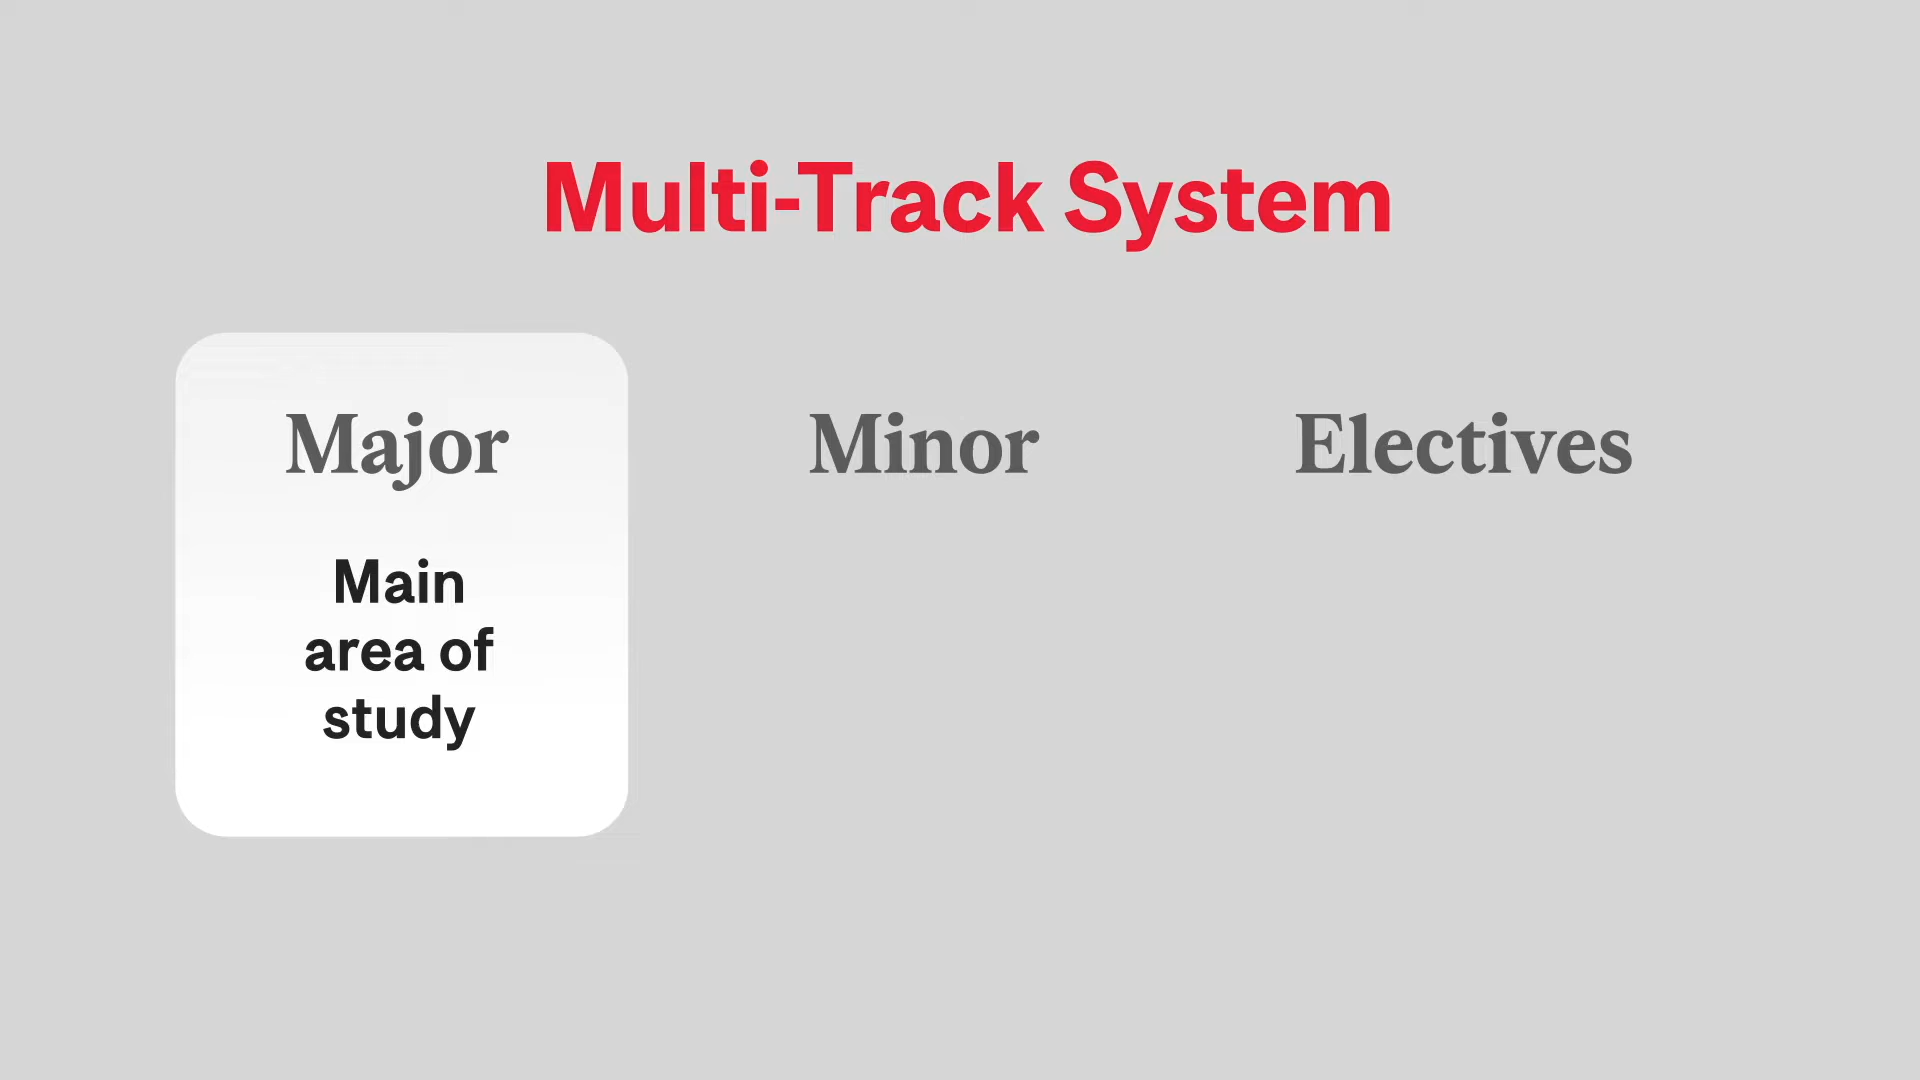 Multi-Track System
Major
Main
area of
study
Minor
Electives